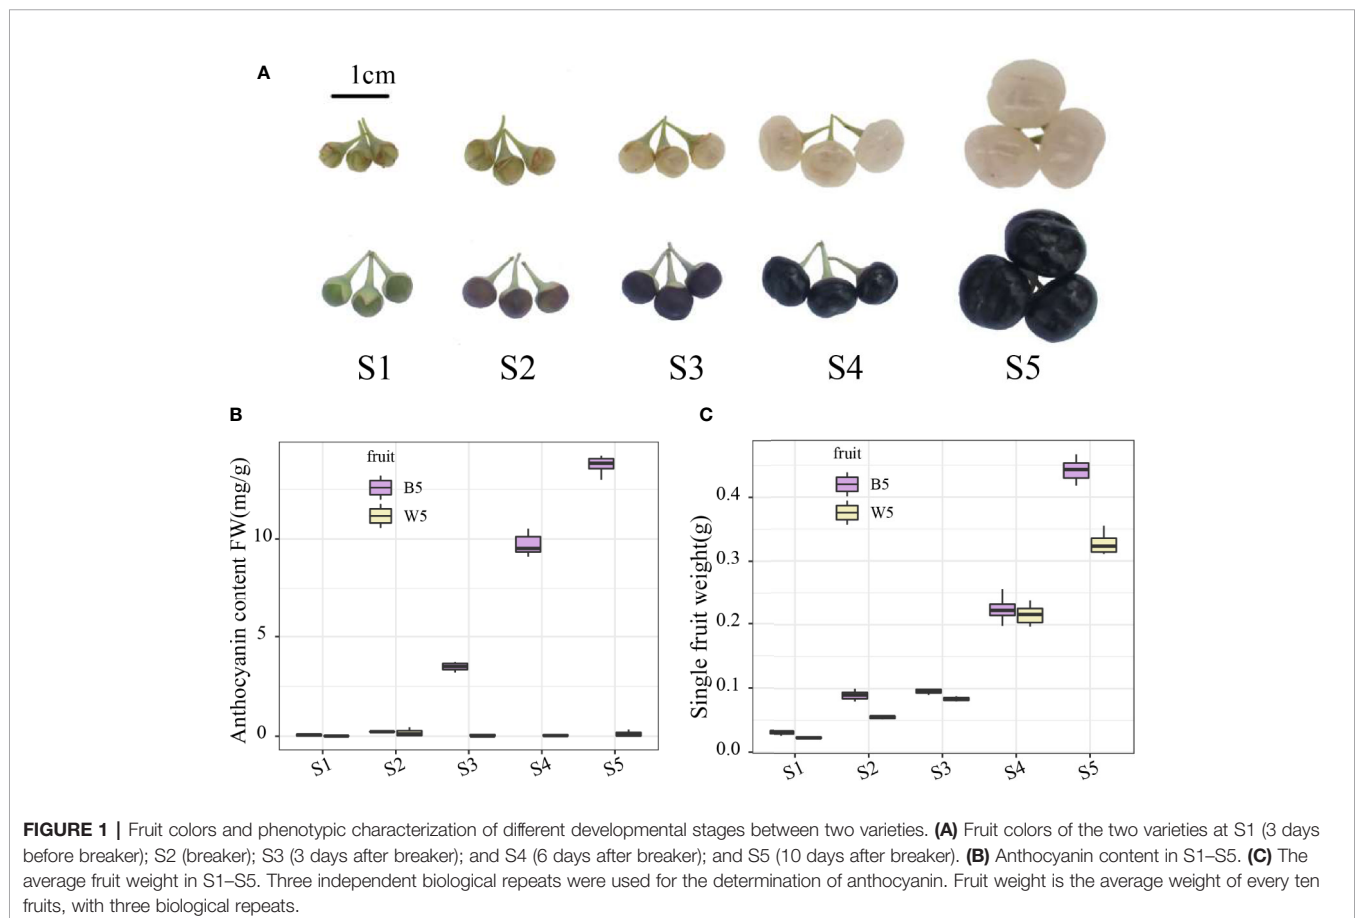 A
1cm
S1 S2 S3 S4 S5
B
Anthocyanin content FW(mg/g)
fruit
B5
W5
10
5
0
S1 S2 S3 S4 S5
C
Single fruit weight(g)
fruit
B5
W5
0.4
0.3
0.2
0.1
0.0
S1 S2 S3 S4 S5
FIGURE 1 | Fruit colors and phenotypic characterization of different developmental stages between two varieties. (A) Fruit colors of the two varieties at S1 (3 days
before breaker); S2 (breaker); S3 (3 days after breaker); and S4 (6 days after breaker); and S5 (10 days after breaker). (B) Anthocyanin content in S1–S5. (C) The
average fruit weight in S1–S5. Three independent biological repeats were used for the determination of anthocyanin. Fruit weight is the average weight of every ten
fruits, with three biological repeats.